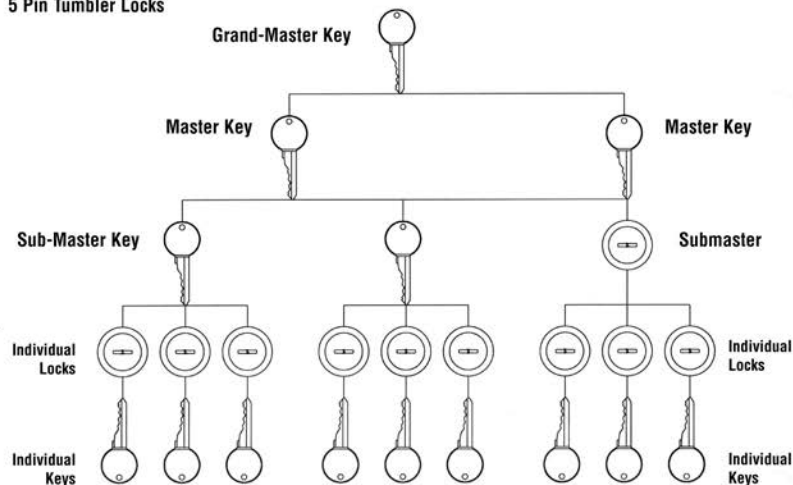 5 Pin Tumbler Locks
Grand-Master Key
Master Key
Master Key
Sub-Master Key
Submaster
Individual
Locks
Individual
Locks
Individual
Keys
Individual
Keys